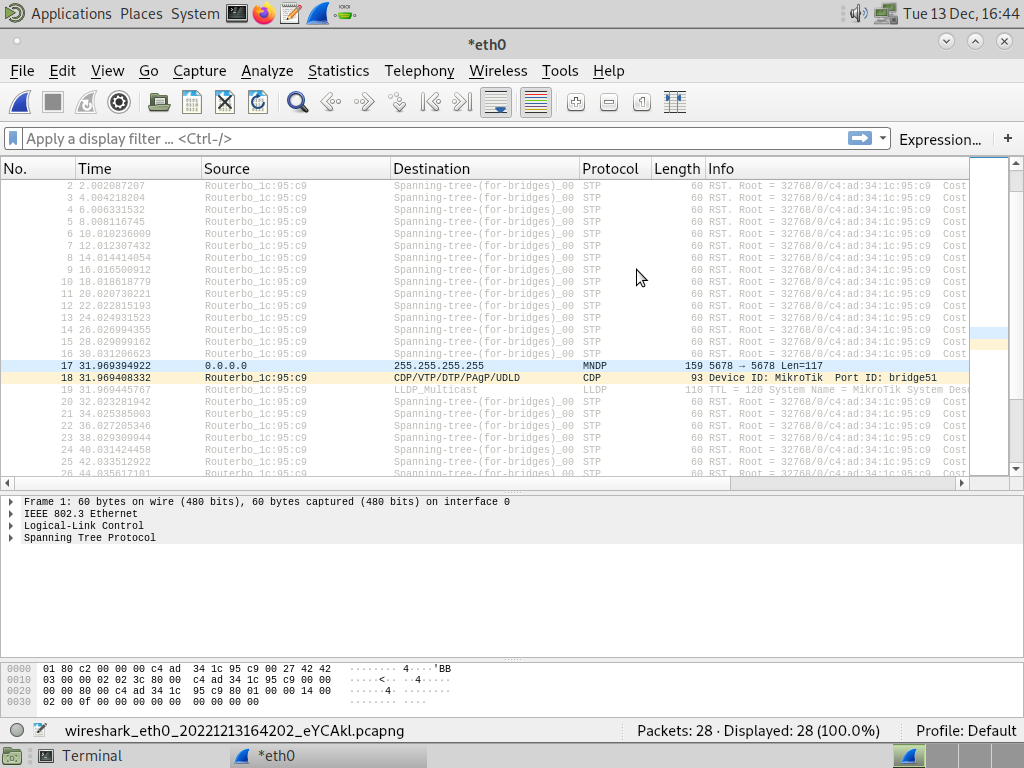 Applications Places System Tue 13 Dec, 16:44
*eth0
File Edit View Go Capture Analyze Statistics Telephony Wireless Tools Help
Apply a display filter ... <Ctrl-/> Expression... +
No. Time Source Destination Protocol Length Info
2 2.002087207 Routerbo_1c:95:c9 Spanning-tree-(for-bridges)_00 STP 60 RST. Root = 32768/0/c4:ad:34:1c:95:c9 Cost
3 4.004218204 Routerbo_1c:95:c9 Spanning-tree-(for-bridges)_00 STP 60 RST. Root = 32768/0/c4:ad:34:1c:95:c9 Cost
4 6.006331532 Routerbo_1c:95:c9 Spanning-tree-(for-bridges)_00 STP 60 RST. Root = 32768/0/c4:ad:34:1c:95:c9 Cost
5 8.008116745 Routerbo_1c:95:c9 Spanning-tree-(for-bridges)_00 STP 60 RST. Root = 32768/0/c4:ad:34:1c:95:c9 Cost
6 10.010236009 Routerbo_1c:95:c9 Spanning-tree-(for-bridges)_00 STP 60 RST. Root = 32768/0/c4:ad:34:1c:95:c9 Cost
7 12.012307432 Routerbo_1c:95:c9 Spanning-tree-(for-bridges)_00 STP 60 RST. Root = 32768/0/c4:ad:34:1c:95:c9 Cost
8 14.014414054 Routerbo_1c:95:c9 Spanning-tree-(for-bridges)_00 STP 60 RST. Root = 32768/0/c4:ad:34:1c:95:c9 Cost
9 16.016500912 Routerbo_1c:95:c9 Spanning-tree-(for-bridges)_00 STP 60 RST. Root = 32768/0/c4:ad:34:1c:95:c9 Cost
10 18.018618779 Routerbo_1c:95:c9 Spanning-tree-(for-bridges)_00 STP 60 RST. Root = 32768/0/c4:ad:34:1c:95:c9 Cost
11 20.020730221 Routerbo_1c:95:c9 Spanning-tree-(for-bridges)_00 STP 60 RST. Root = 32768/0/c4:ad:34:1c:95:c9 Cost
12 22.022815193 Routerbo_1c:95:c9 Spanning-tree-(for-bridges)_00 STP 60 RST. Root = 32768/0/c4:ad:34:1c:95:c9 Cost
13 24.024931523 Routerbo_1c:95:c9 Spanning-tree-(for-bridges)_00 STP 60 RST. Root = 32768/0/c4:ad:34:1c:95:c9 Cost
14 26.026994355 Routerbo_1c:95:c9 Spanning-tree-(for-bridges)_00 STP 60 RST. Root = 32768/0/c4:ad:34:1c:95:c9 Cost
15 28.029099162 Routerbo_1c:95:c9 Spanning-tree-(for-bridges)_00 STP 60 RST. Root = 32768/0/c4:ad:34:1c:95:c9 Cost
16 30.031206623 Routerbo_1c:95:c9 Spanning-tree-(for-bridges)_00 STP 60 RST. Root = 32768/0/c4:ad:34:1c:95:c9 Cost
17 31.969394922 0.0.0.0 255.255.255.255 MNDP 159 5678 → 5678 Len=117
18 31.969408332 Routerbo_1c:95:c9 CDP/VTP/DTP/PAgP/UDLD CDP 93 Device ID: MikroTik Port ID: bridge51
19 31.969445767 Routerbo_1c:95:c9 LLDP_Multicast LLDP 110 TTL = 120 System Name = MikroTik System Desc
20 32.023281942 Routerbo_1c:95:c9 Spanning-tree-(for-bridges)_00 STP 60 RST. Root = 32768/0/c4:ad:34:1c:95:c9 Cost
21 34.025385003 Routerbo_1c:95:c9 Spanning-tree-(for-bridges)_00 STP 60 RST. Root = 32768/0/c4:ad:34:1c:95:c9 Cost
22 36.027205346 Routerbo_1c:95:c9 Spanning-tree-(for-bridges)_00 STP 60 RST. Root = 32768/0/c4:ad:34:1c:95:c9 Cost
23 38.029309944 Routerbo_1c:95:c9 Spanning-tree-(for-bridges)_00 STP 60 RST. Root = 32768/0/c4:ad:34:1c:95:c9 Cost
24 40.031424458 Routerbo_1c:95:c9 Spanning-tree-(for-bridges)_00 STP 60 RST. Root = 32768/0/c4:ad:34:1c:95:c9 Cost
25 42.033512922 Routerbo_1c:95:c9 Spanning-tree-(for-bridges)_00 STP 60 RST. Root = 32768/0/c4:ad:34:1c:95:c9 Cost
26 44.035617101 Routerbo_1c:95:c9 Spanning-tree-(for-bridges)_00 STP 60 RST. Root = 32768/0/c4:ad:34:1c:95:c9 Cost
Frame 1: 60 bytes on wire (480 bits), 60 bytes captured (480 bits) on interface 0
IEEE 802.3 Ethernet
Logical-Link Control
Spanning Tree Protocol
0000 01 80 c2 00 00 00 c4 ad 34 1c 95 c9 00 27 42 42 ········ 4····'BB
0010 03 00 00 02 02 3c 80 00 c4 ad 34 1c 95 c9 00 00 ·····<·· ··4·····
0020 00 00 80 00 c4 ad 34 1c 95 c9 80 01 00 00 14 00 ······4· ········
0030 02 00 0f 00 00 00 00 00 00 00 00 00 ········ ····
wireshark_eth0_20221213164202_eYCAkl.pcapng Packets: 28 · Displayed: 28 (100.0%) Profile: Default
Terminal *eth0